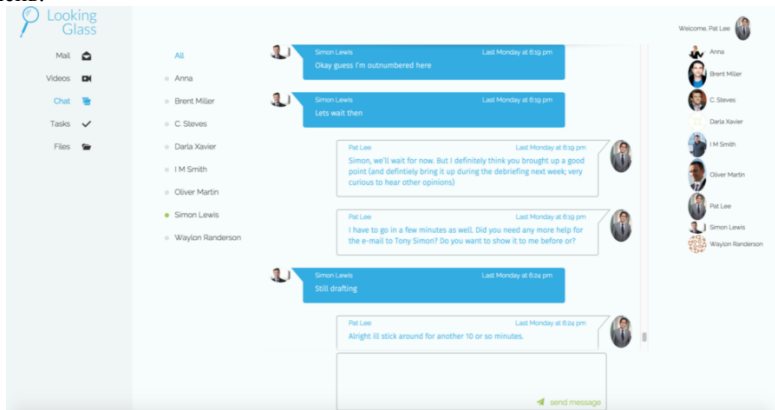 Looking
Glass
Welcome, Pat Lee
Mail
Videos
Chat
Tasks
Files
All
Anna
Brent Miller
C. Steves
Darla Xavier
I M Smith
Oliver Martin
Simon Lewis
Waylon Randerson
Simon Lewis Last Monday at 6:19 pm
Okay guess I'm outnumbered here
Simon Lewis Last Monday at 6:19 pm
Lets wait then
Pat Lee Last Monday at 6:19 pm
Simon, we'll wait for now. But I definitely think you brought up a good
point (and defintiely bring it up during the debriefing next week; very
curious to hear other opinions)
Pat Lee Last Monday at 6:19 pm
I have to go in a few minutes as well. Did you need any more help for
the e-mail to Tony Simon? Do you want to show it to me before or?
Simon Lewis Last Monday at 6:24 pm
Still drafting
Pat Lee Last Monday at 6:24 pm
Alright ill stick around for another 10 or so minutes.
send message
Anna
Brent Miller
C. Steves
Darla Xavier
I M Smith
Oliver Martin
Pat Lee
Simon Lewis
Waylon Randerson